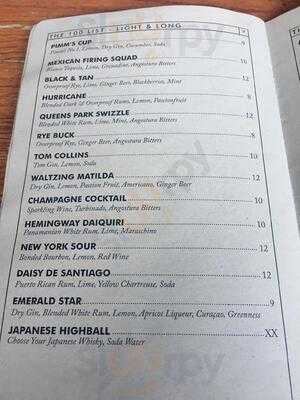 THE 100 LIST - LIGHT & LONG
PIMM'S CUP 9
Pimm's No.1, Lemon, Dry Gin, Cucumber, Soda
MEXICAN FIRING SQUAD 10
Blanco Tequila, Lime, Grenadine, Angostura Bitters
BLACK & TAN 12
Overproof Rye, Lime, Ginger Beer, Blackberries, Mint
HURRICANE 8
Blended Dark & Overproof Rums, Lemon, Passionfruit
QUEENS PARK SWIZZLE 12
Blended White Rum, Lime, Mint, Angostura Bitters
RYE BUCK 8
Overproof Rye, Ginger Beer, Angostura Bitters
TOM COLLINS 10
Tom Gin, Lemon, Soda
WALTZING MATILDA 12
Dry Gin, Lemon, Passion Fruit, Americano, Ginger Beer
CHAMPAGNE COCKTAIL 10
Sparkling Wine, Turbinado, Angostura Bitters
HEMINGWAY DAIQUIRI 10
Panamanian White Rum, Lime, Maraschino
NEW YORK SOUR 12
Bonded Bourbon, Lemon, Red Wine
DAISY DE SANTIAGO 12
Puerto Rican Rum, Lime, Yellow Chartreuse, Soda
EMERALD STAR 9
Dry Gin, Blended White Rum, Lemon, Apricot Liqueur, Curaçao, Greenness
JAPANESE HIGHBALL XX
Choose Your Japanese Whisky, Soda Water